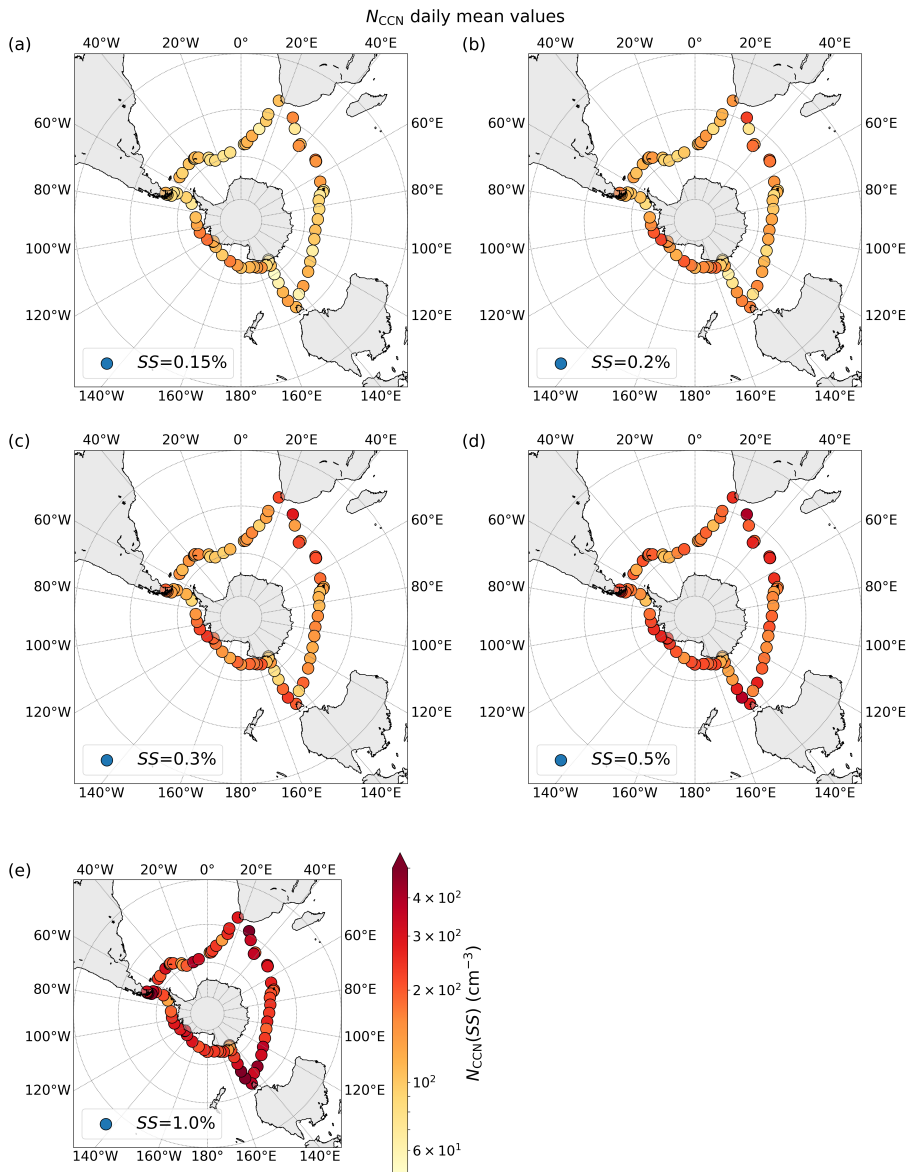 N_CCN daily mean values
(a)
40°W 20°W 0° 20°E 40°E
60°W
80°W
100°W
120°W
60°E
80°E
100°E
120°E
SS=0.15%
140°W 160°W 180° 160°E 140°E
(b)
40°W 20°W 0° 20°E 40°E
60°W
80°W
100°W
120°W
60°E
80°E
100°E
120°E
SS=0.2%
140°W 160°W 180° 160°E 140°E
(c)
40°W 20°W 0° 20°E 40°E
60°W
80°W
100°W
120°W
60°E
80°E
100°E
120°E
SS=0.3%
140°W 160°W 180° 160°E 140°E
(d)
40°W 20°W 0° 20°E 40°E
60°W
80°W
100°W
120°W
60°E
80°E
100°E
120°E
SS=0.5%
140°W 160°W 180° 160°E 140°E
(e)
40°W 20°W 0° 20°E 40°E
60°W
80°W
100°W
120°W
60°E
80°E
100°E
120°E
SS=1.0%
140°W 160°W 180° 160°E 140°E
4 × 10²
3 × 10²
2 × 10²
10²
6 × 10¹
N_CCN(SS) (cm⁻³)